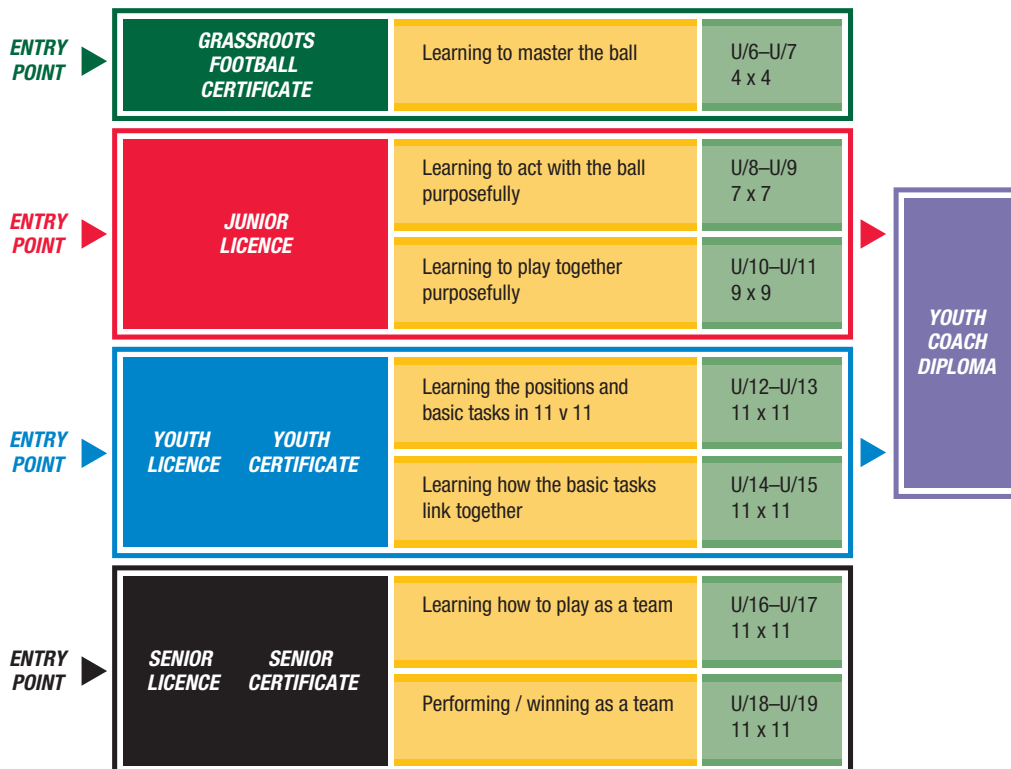 ENTRY
POINT
GRASSROOTS
FOOTBALL
CERTIFICATE
Learning to master the ball
U/6–U/7
4 x 4
ENTRY
POINT
JUNIOR
LICENCE
Learning to act with the ball
purposefully
U/8–U/9
7 x 7
Learning to play together
purposefully
U/10–U/11
9 x 9
ENTRY
POINT
YOUTH
LICENCE
YOUTH
CERTIFICATE
Learning the positions and
basic tasks in 11 v 11
U/12–U/13
11 x 11
Learning how the basic tasks
link together
U/14–U/15
11 x 11
YOUTH
COACH
DIPLOMA
ENTRY
POINT
SENIOR
LICENCE
SENIOR
CERTIFICATE
Learning how to play as a team
U/16–U/17
11 x 11
Performing / winning as a team
U/18–U/19
11 x 11